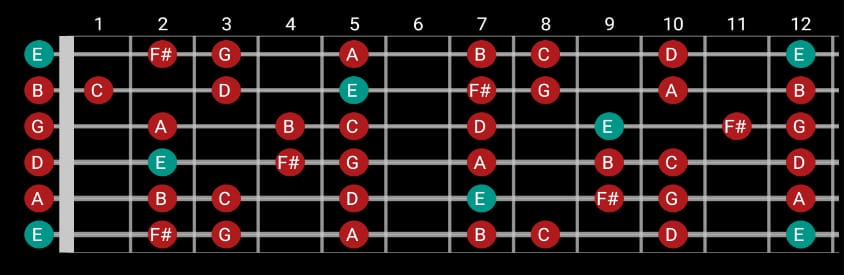 1 2 3 4 5 6 7 8 9 10 11 12
E F# G A B C D E
B C D E F# G A B
G A B C D E F# G
D E F# G A B C D
A B C D E F# G A
E F# G A B C D E